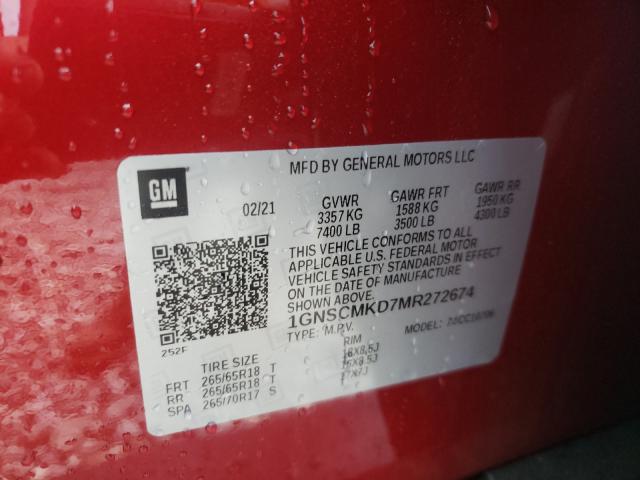 MFD BY GENERAL MOTORS LLC
GM
02/21
GVWR GAWR FRT GAWR RR
3357 KG 1588 KG 1950 KG
7400 LB 3500 LB 4300 LB
THIS VEHICLE CONFORMS TO ALL
APPLICABLE U.S. FEDERAL MOTOR
VEHICLE SAFETY STANDARDS IN EFFECT
ON THE DATE OF MANUFACTURE
SHOWN ABOVE.
1GNSCMKD7MR272674
TYPE: M.P.V. MODEL:
252F
TIRE SIZE RIM
FRT 265/65R18 T 18X8.5J
RR 265/65R18 T
SPA 265/70R17 S 17X7J